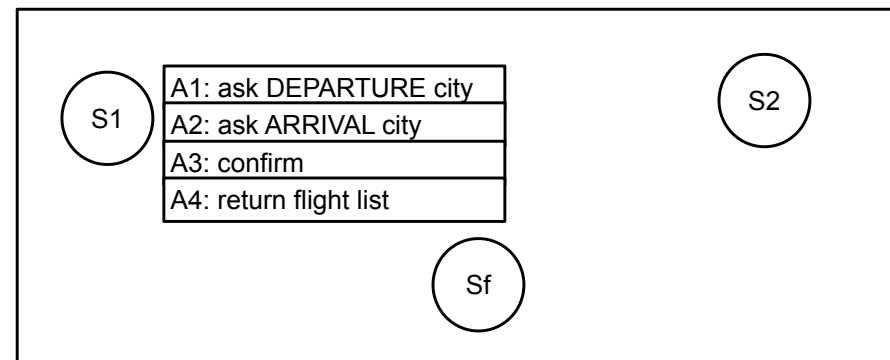 S1
A1: ask DEPARTURE city
A2: ask ARRIVAL city
A3: confirm
A4: return flight list
S2
Sf